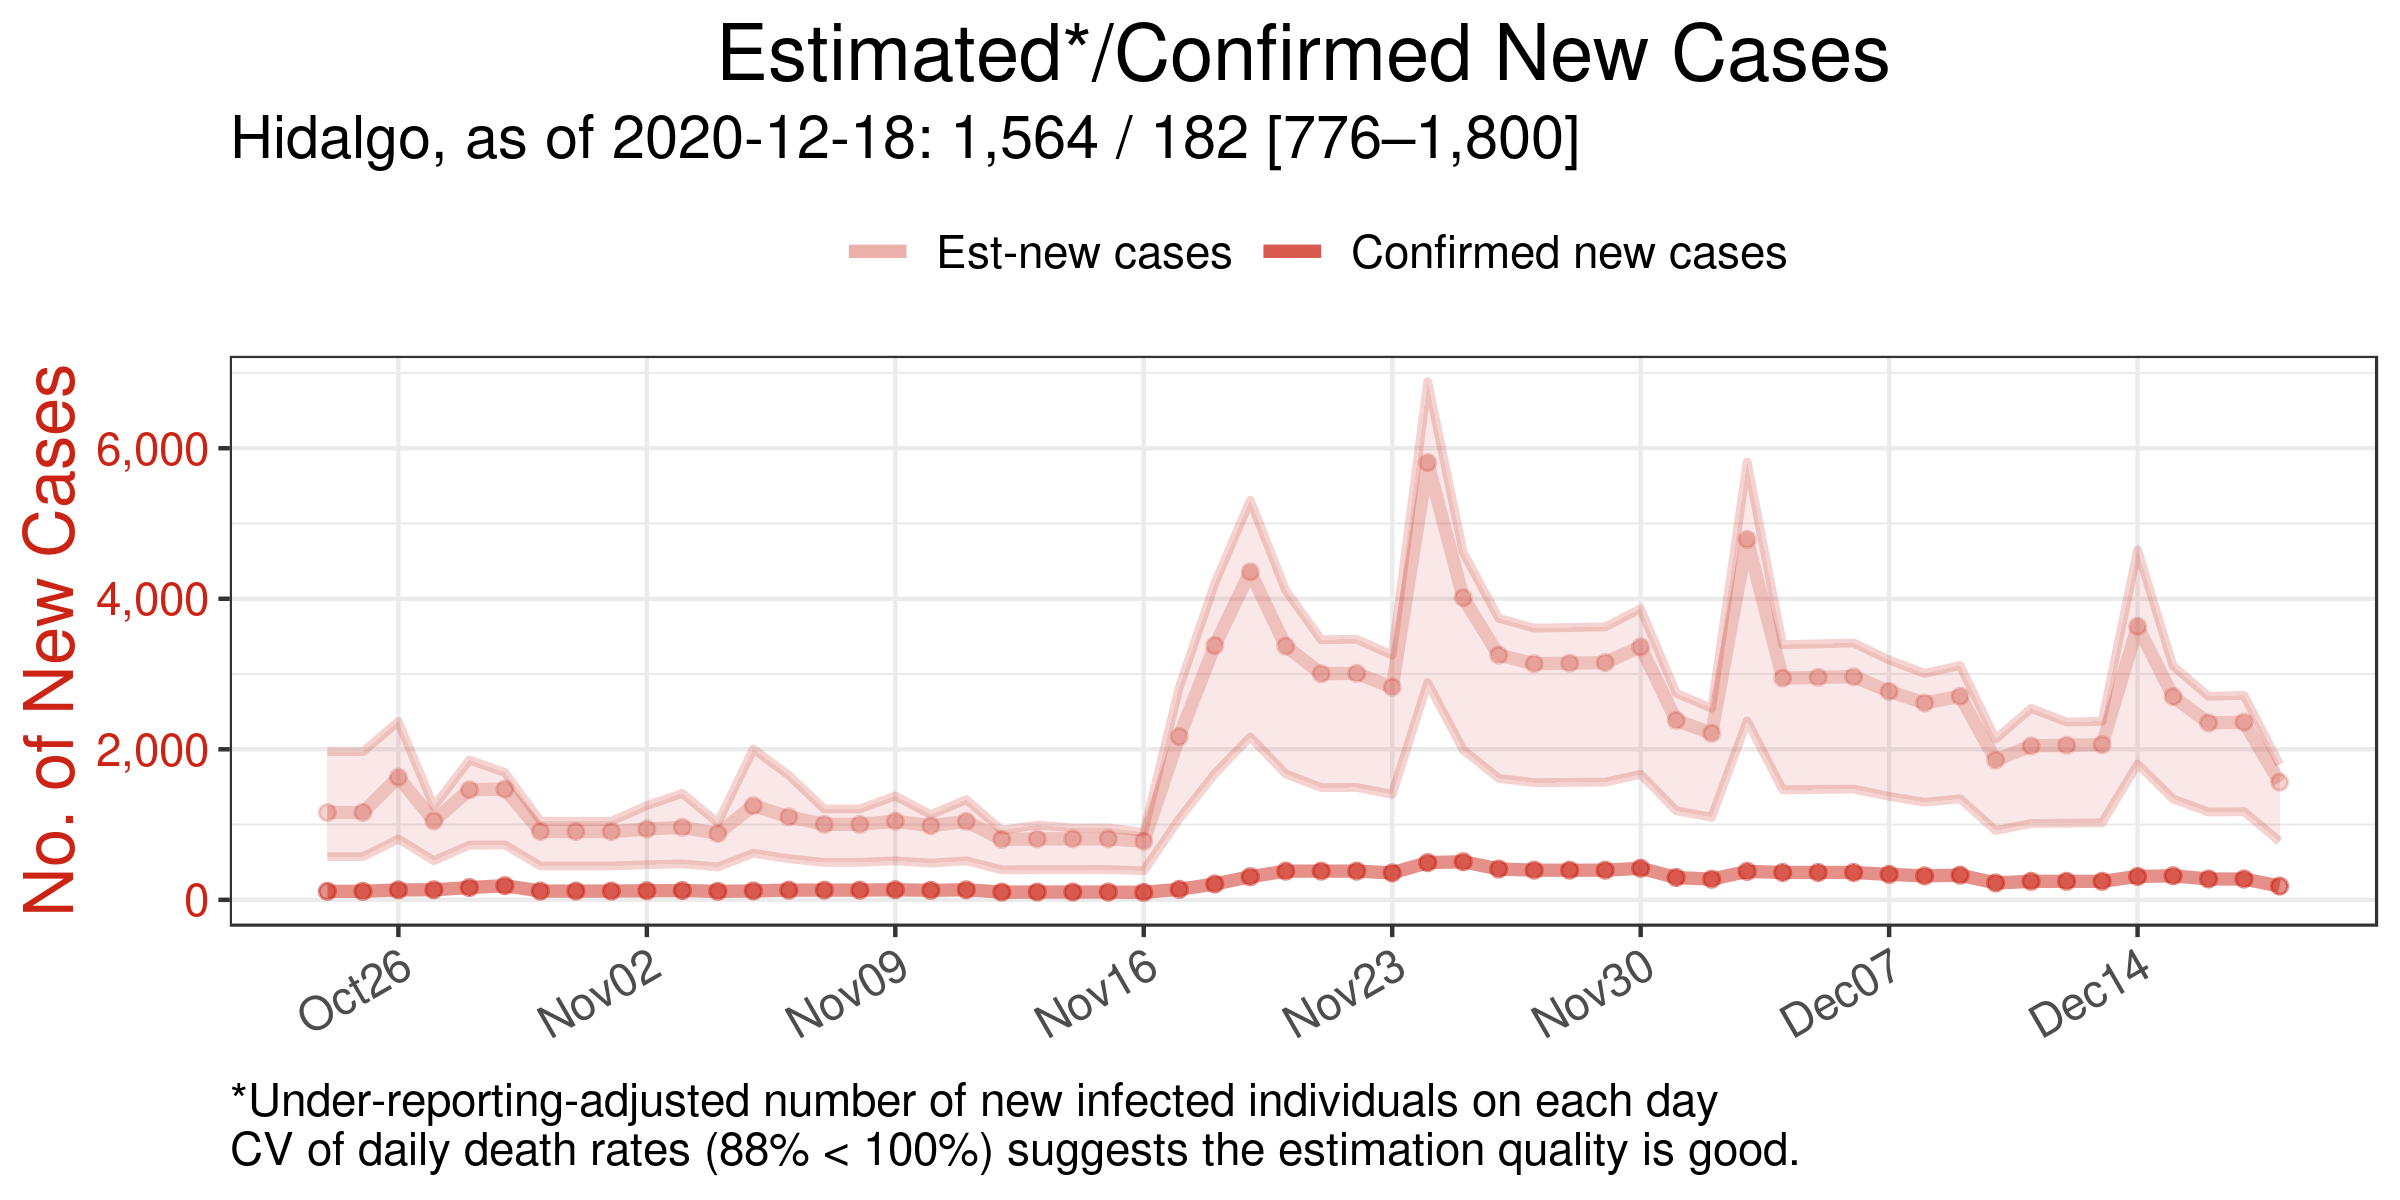 Estimated*/Confirmed New Cases
Hidalgo, as of 2020-12-18: 1,564 / 182 [776–1,800]
Est-new cases
Confirmed new cases
No. of New Cases
6,000
4,000
2,000
0
Oct26
Nov02
Nov09
Nov16
Nov23
Nov30
Dec07
Dec14
*Under-reporting-adjusted number of new infected individuals on each day
CV of daily death rates (88% < 100%) suggests the estimation quality is good.